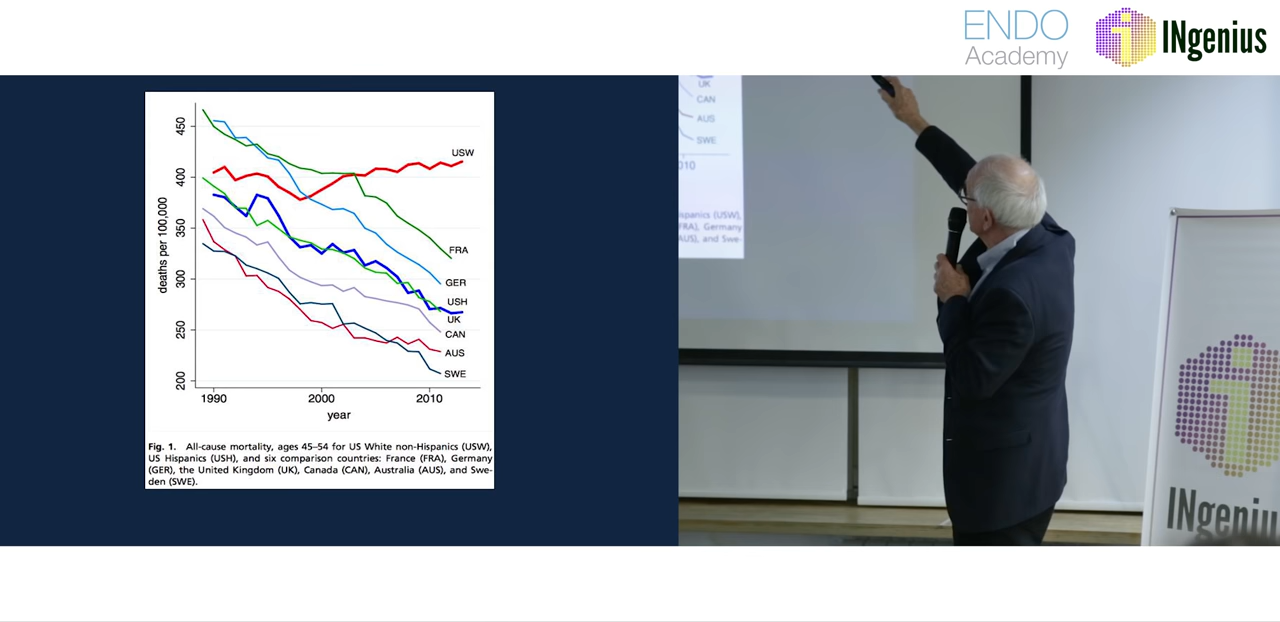 ENDO
Academy
INgenius
450
400
350
300
250
200
deaths per 100,000
USW
FRA
GER
USH
UK
CAN
AUS
SWE
1990
2000
2010
year
Fig. 1. All-cause mortality, ages 45–54 for US White non-Hispanics (USW),
US Hispanics (USH), and six comparison countries: France (FRA), Germany
(GER), the United Kingdom (UK), Canada (CAN), Australia (AUS), and Swe-
den (SWE).
UK
CAN
AUS
SWE
010
spanics (USW),
FRA), Germany
AUS), and Swe-
INgeniu